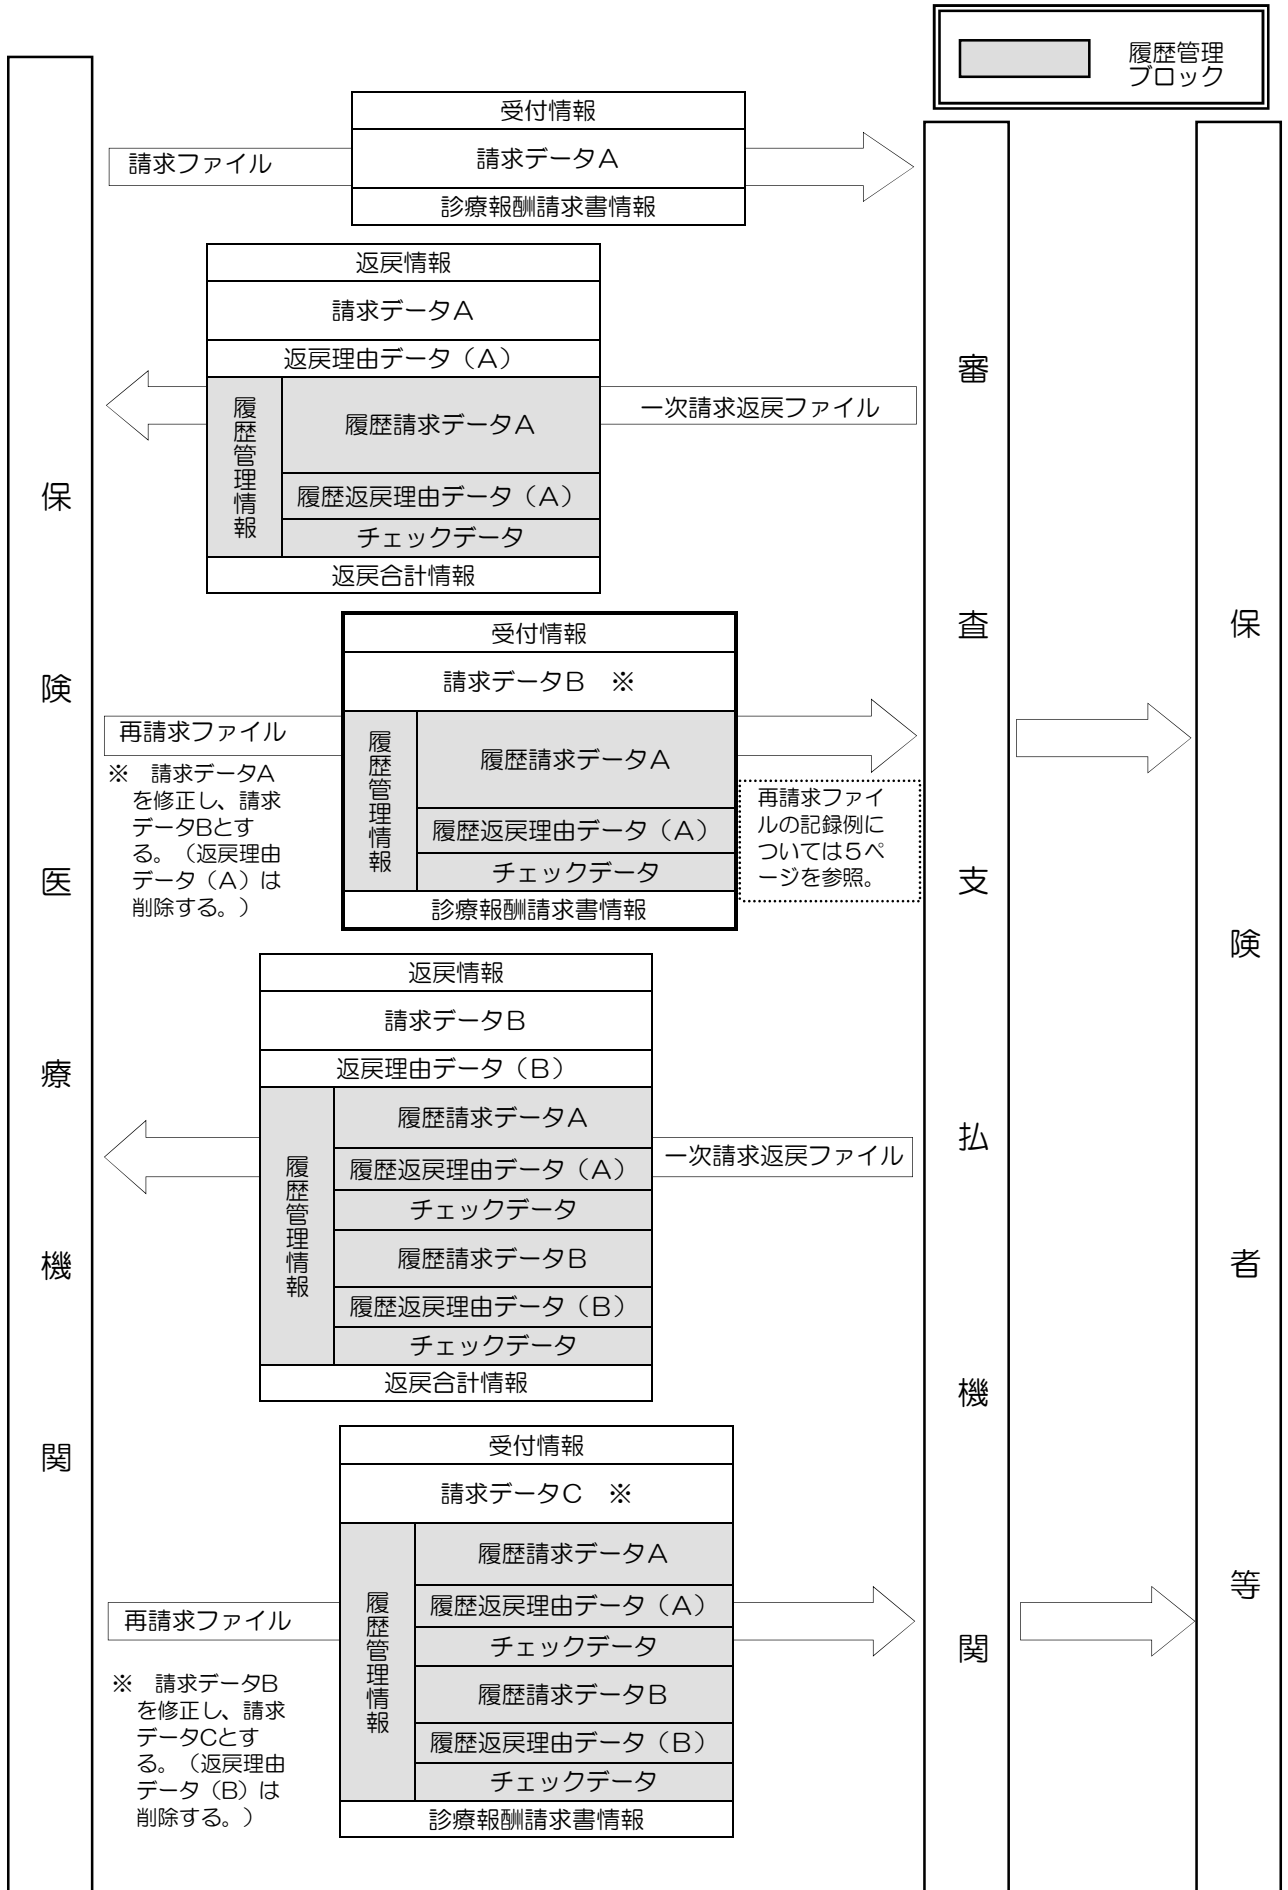 履歴管理
ブロック
保険医療機関
審査支払機関
保険者等
受付情報
請求ファイル
請求データA
診療報酬請求書情報
返戻情報
請求データA
返戻理由データ（A）
履歴管理情報
履歴請求データA
一次請求返戻ファイル
履歴返戻理由データ（A）
チェックデータ
返戻合計情報
受付情報
請求データB　※
再請求ファイル
履歴管理情報
履歴請求データA
履歴返戻理由データ（A）
チェックデータ
診療報酬請求書情報
※　請求データA
を修正し、請求
データBとす
る。（返戻理由
データ（A）は
削除する。）
再請求ファイ
ルの記録例に
ついては５ペ
ージを参照。
返戻情報
請求データB
返戻理由データ（B）
履歴管理情報
履歴請求データA
履歴返戻理由データ（A）
一次請求返戻ファイル
チェックデータ
履歴請求データB
履歴返戻理由データ（B）
チェックデータ
返戻合計情報
受付情報
請求データC　※
履歴管理情報
履歴請求データA
履歴返戻理由データ（A）
再請求ファイル
チェックデータ
履歴請求データB
履歴返戻理由データ（B）
チェックデータ
診療報酬請求書情報
※　請求データB
を修正し、請求
データCとす
る。（返戻理由
データ（B）は
削除する。）